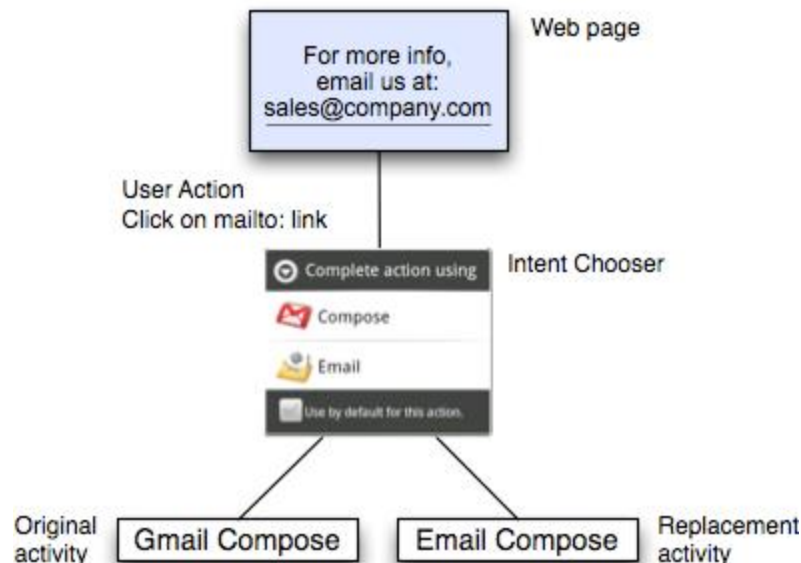 Web page
For more info,
email us at:
sales@company.com
User Action
Click on mailto: link
Intent Chooser
Complete action using
Compose
Email
Use by default for this action.
Original
activity
Gmail Compose
Email Compose
Replacement
activity